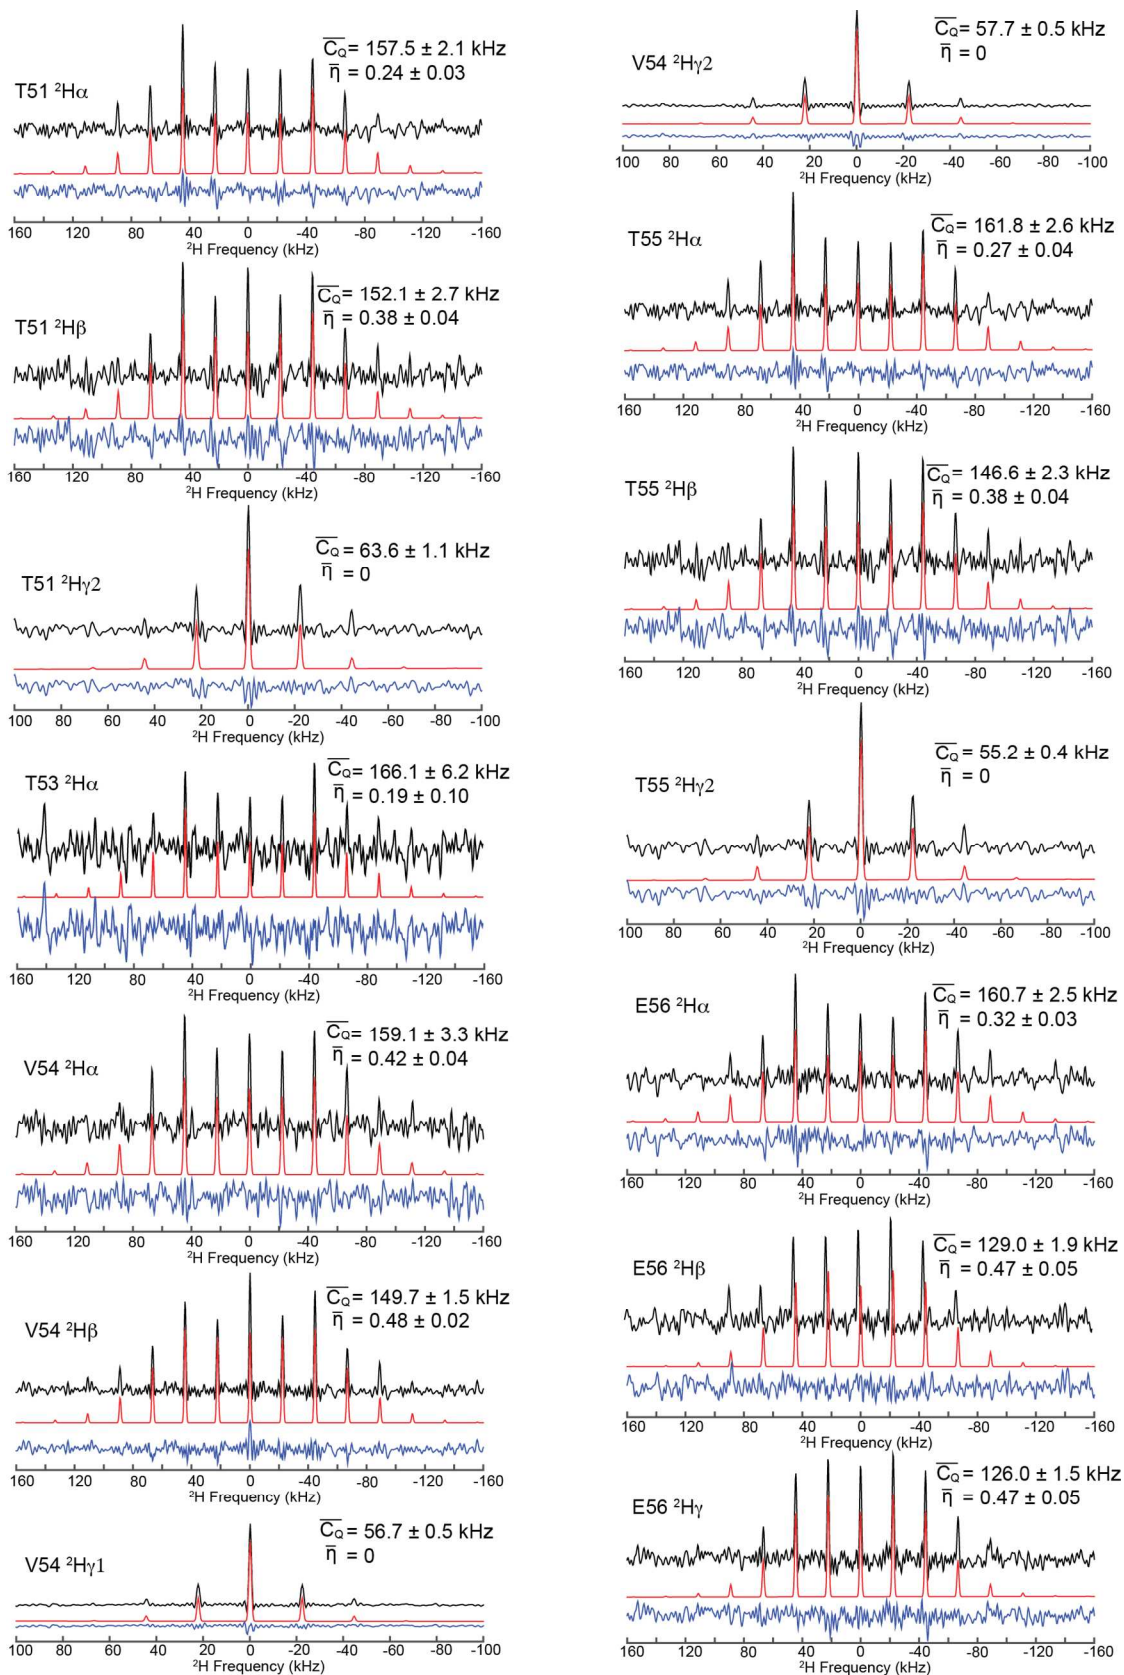 T51 ²Hα
C̅Q̅ = 157.5 ± 2.1 kHz
η̅ = 0.24 ± 0.03
160 120 80 40 0 -40 -80 -120 -160
²H Frequency (kHz)
T51 ²Hβ
C̅Q̅ = 152.1 ± 2.7 kHz
η̅ = 0.38 ± 0.04
160 120 80 40 0 -40 -80 -120 -160
²H Frequency (kHz)
T51 ²Hγ2
C̅Q̅ = 63.6 ± 1.1 kHz
η̅ = 0
100 80 60 40 20 0 -20 -40 -60 -80 -100
²H Frequency (kHz)
T53 ²Hα
C̅Q̅ = 166.1 ± 6.2 kHz
η̅ = 0.19 ± 0.10
160 120 80 40 0 -40 -80 -120 -160
²H Frequency (kHz)
V54 ²Hα
C̅Q̅ = 159.1 ± 3.3 kHz
η̅ = 0.42 ± 0.04
160 120 80 40 0 -40 -80 -120 -160
²H Frequency (kHz)
V54 ²Hβ
C̅Q̅ = 149.7 ± 1.5 kHz
η̅ = 0.48 ± 0.02
160 120 80 40 0 -40 -80 -120 -160
²H Frequency (kHz)
V54 ²Hγ1
C̅Q̅ = 56.7 ± 0.5 kHz
η̅ = 0
100 80 60 40 20 0 -20 -40 -60 -80 -100
²H Frequency (kHz)
V54 ²Hγ2
C̅Q̅ = 57.7 ± 0.5 kHz
η̅ = 0
100 80 60 40 20 0 -20 -40 -60 -80 -100
²H Frequency (kHz)
T55 ²Hα
C̅Q̅ = 161.8 ± 2.6 kHz
η̅ = 0.27 ± 0.04
160 120 80 40 0 -40 -80 -120 -160
²H Frequency (kHz)
T55 ²Hβ
C̅Q̅ = 146.6 ± 2.3 kHz
η̅ = 0.38 ± 0.04
160 120 80 40 0 -40 -80 -120 -160
²H Frequency (kHz)
T55 ²Hγ2
C̅Q̅ = 55.2 ± 0.4 kHz
η̅ = 0
100 80 60 40 20 0 -20 -40 -60 -80 -100
²H Frequency (kHz)
E56 ²Hα
C̅Q̅ = 160.7 ± 2.5 kHz
η̅ = 0.32 ± 0.03
160 120 80 40 0 -40 -80 -120 -160
²H Frequency (kHz)
E56 ²Hβ
C̅Q̅ = 129.0 ± 1.9 kHz
η̅ = 0.47 ± 0.05
160 120 80 40 0 -40 -80 -120 -160
²H Frequency (kHz)
E56 ²Hγ
C̅Q̅ = 126.0 ± 1.5 kHz
η̅ = 0.47 ± 0.05
160 120 80 40 0 -40 -80 -120 -160
²H Frequency (kHz)